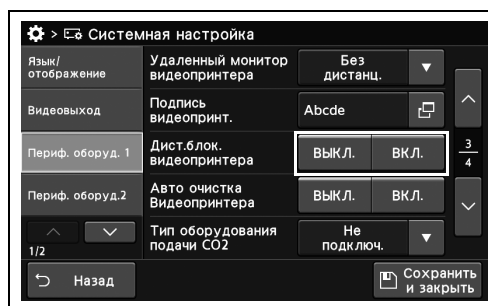 > Системная настройка
Язык/
отображение
Удаленный монитор
видеопринтера
Без
дистанц.
Видеовыход
Подпись
видеопринт.
Abcde
Периф. оборуд. 1
Дист.блок.
видеопринтера
ВЫКЛ.
ВКЛ.
3
4
Периф. оборуд.2
Авто очистка
Видеопринтера
ВЫКЛ.
ВКЛ.
1/2
Тип оборудования
подачи CO2
Не
подключ.
Назад
Сохранить
и закрыть